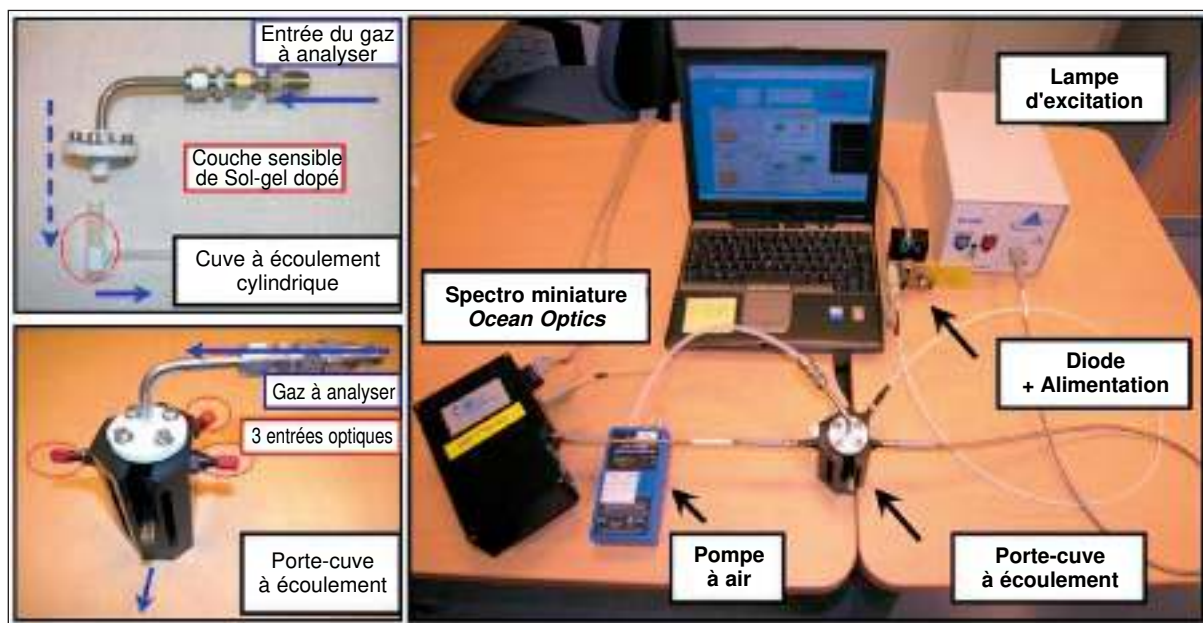 Entrée du gaz
à analyser
Couche sensible
de Sol-gel dopé
Cuve à écoulement
cylindrique
Gaz à analyser
3 entrées optiques
Porte-cuve
à écoulement
Lampe
d'excitation
Spectro miniature
Ocean Optics
Diode
+ Alimentation
Pompe
à air
Porte-cuve
à écoulement